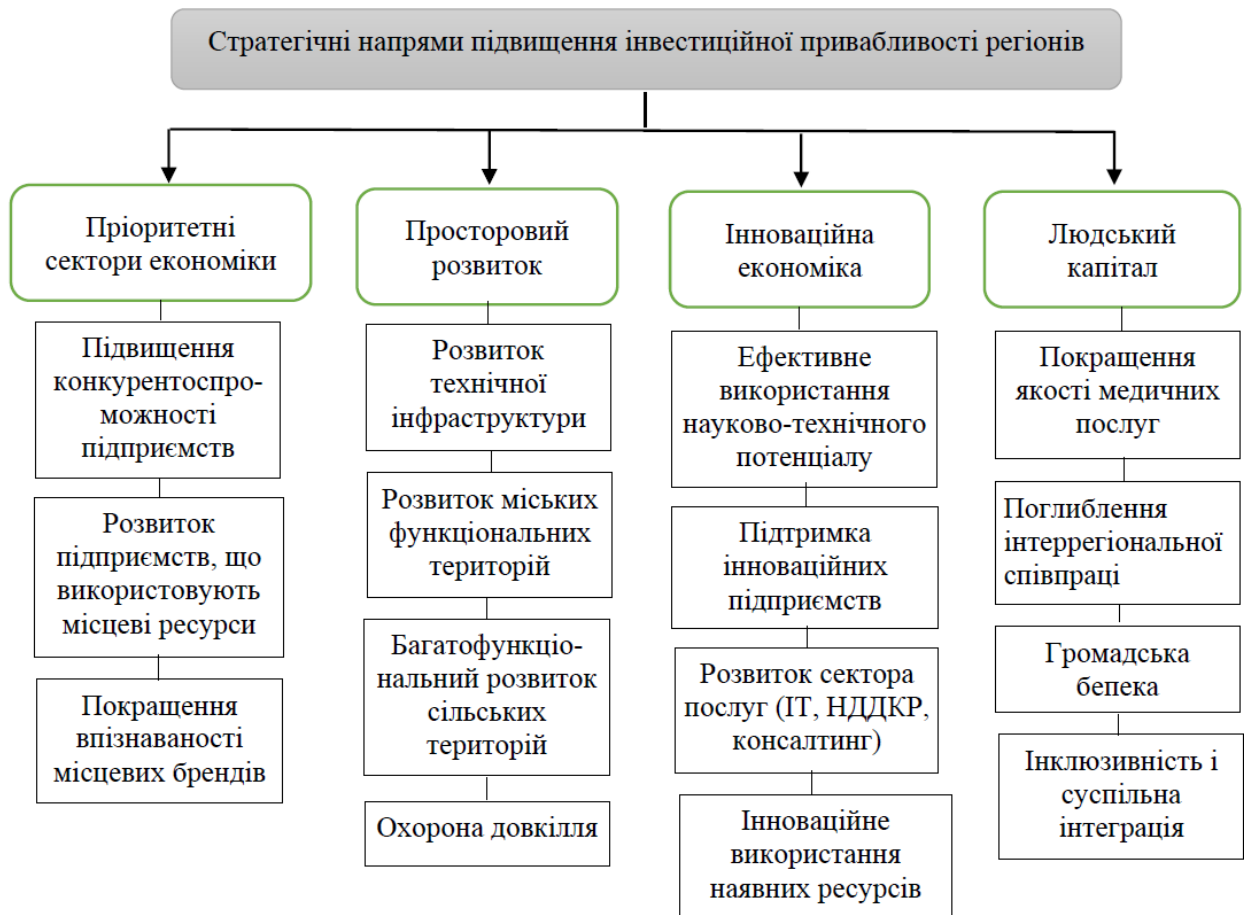 Стратегічні напрями підвищення інвестиційної привабливості регіонів
Пріоритетні
сектори економіки
Підвищення
конкурентоспро-
можності
підприємств
Розвиток
підприємств, що
використовують
місцеві ресурси
Покращення
впізнаваності
місцевих брендів
Просторовий
розвиток
Розвиток
технічної
інфраструктури
Розвиток міських
функціональних
територій
Багатофункціо-
нальний розвиток
сільських
територій
Охорона довкілля
Інноваційна
економіка
Ефективне
використання
науково-технічного
потенціалу
Підтримка
інноваційних
підприємств
Розвиток сектора
послуг (ІТ, НДДКР,
консалтинг)
Інноваційне
використання
наявних ресурсів
Людський
капітал
Покращення
якості медичних
послуг
Поглиблення
інтеррегіональної
співпраці
Громадська
бепека
Інклюзивність і
суспільна
інтеграція